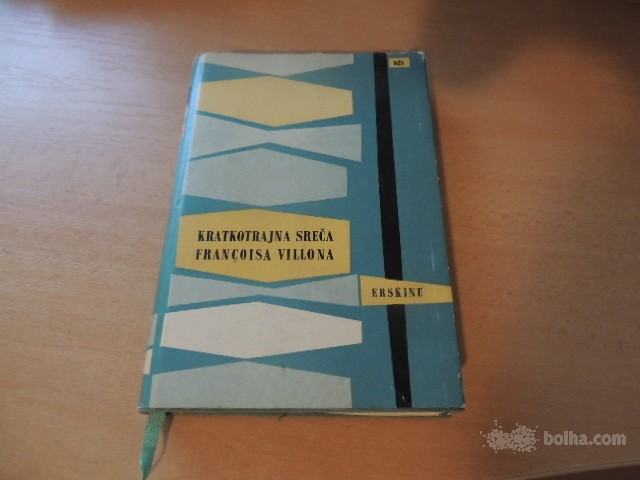 KRATKOTRAJNA SREČA
FRANÇOISA VILLONA
ERSKINE
bolha.com